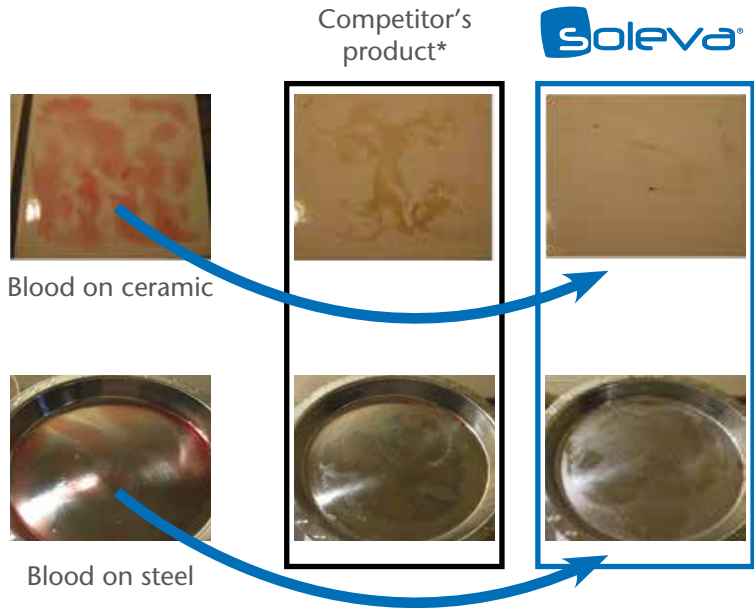 Competitor's
product*
soleva®
Blood on ceramic
Blood on steel